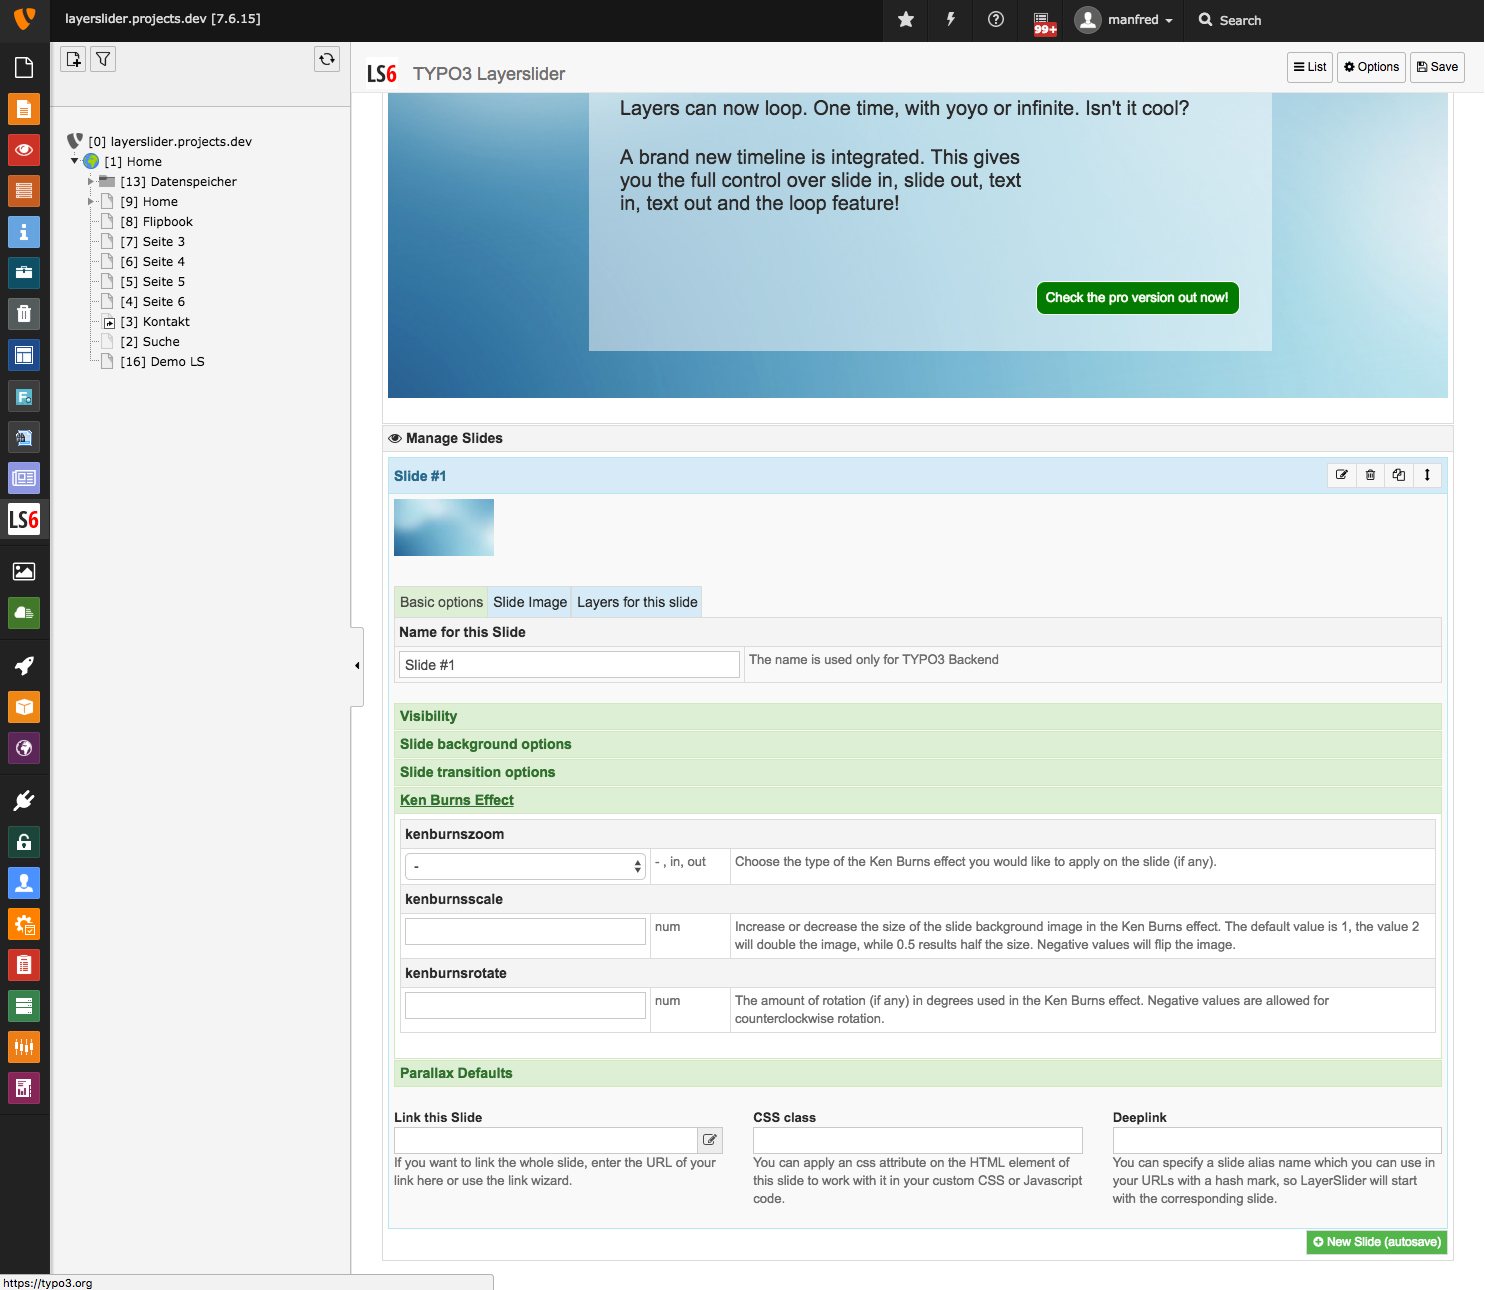 layerslider.projects.dev [7.6.15]
99+
manfred
Search
LS6 TYPO3 Layerslider
List
Options
Save
[0] layerslider.projects.dev
[1] Home
[13] Datenspeicher
[9] Home
[8] Flipbook
[7] Seite 3
[6] Seite 4
[5] Seite 5
[4] Seite 6
[3] Kontakt
[2] Suche
[16] Demo LS
F.
LS6
Layers can now loop. One time, with yoyo or infinite. Isn't it cool?
A brand new timeline is integrated. This gives
you the full control over slide in, slide out, text
in, text out and the loop feature!
Check the pro version out now!
Manage Slides
Slide #1
Basic options
Slide Image
Layers for this slide
Name for this Slide
Slide #1
The name is used only for TYPO3 Backend
Visibility
Slide background options
Slide transition options
Ken Burns Effect
kenburnszoom
-
- , in, out
Choose the type of the Ken Burns effect you would like to apply on the slide (if any).
kenburnsscale
num
Increase or decrease the size of the slide background image in the Ken Burns effect. The default value is 1, the value 2
will double the image, while 0.5 results half the size. Negative values will flip the image.
kenburnsrotate
num
The amount of rotation (if any) in degrees used in the Ken Burns effect. Negative values are allowed for
counterclockwise rotation.
Parallax Defaults
Link this Slide
If you want to link the whole slide, enter the URL of your
link here or use the link wizard.
CSS class
You can apply an css attribute on the HTML element of
this slide to work with it in your custom CSS or Javascript
code.
Deeplink
You can specify a slide alias name which you can use in
your URLs with a hash mark, so LayerSlider will start
with the corresponding slide.
New Slide (autosave)
https://typo3.org